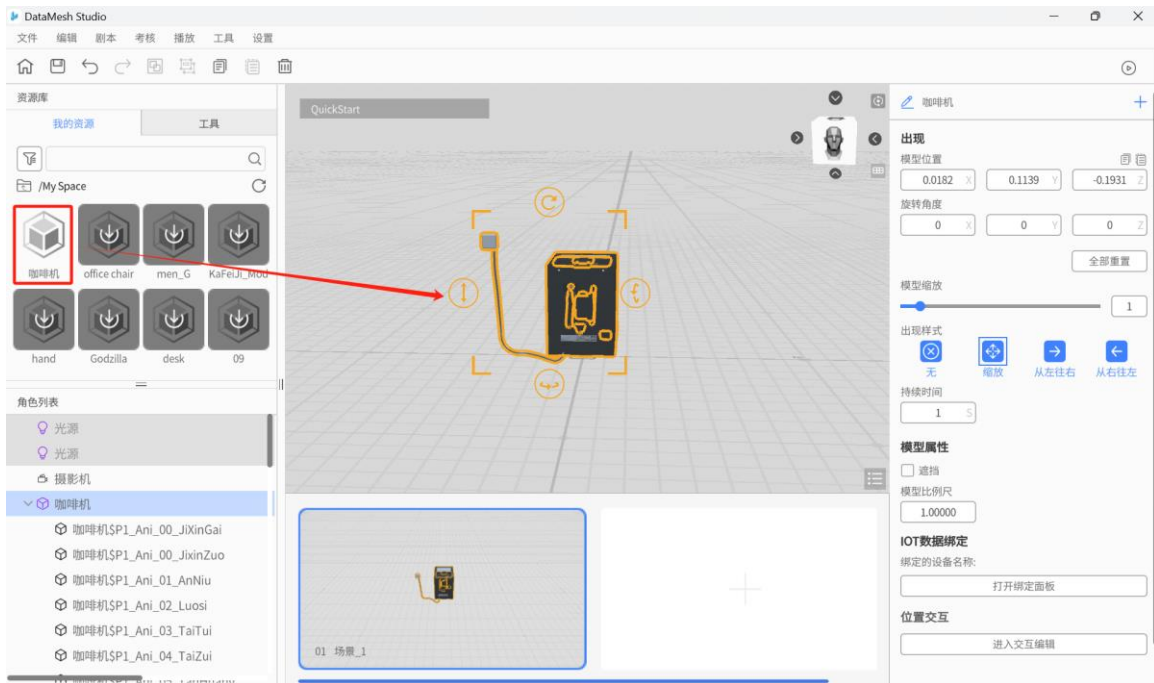 DataMesh Studio
文件 编辑 剧本 考核 播放 工具 设置
资源库
我的资源 工具
/My Space
咖啡机 office chair men_G KaFeiJi_Mod
hand Godzilla desk 09
角色列表
光源
光源
摄影机
咖啡机
咖啡机$P1_Ani_00_JiXinGai
咖啡机$P1_Ani_00_JixinZuo
咖啡机$P1_Ani_01_AnNiu
咖啡机$P1_Ani_02_Luosi
咖啡机$P1_Ani_03_TaiTui
咖啡机$P1_Ani_04_TaiZui
QuickStart
01 场景_1
咖啡机
出现
模型位置
0.0182 X 0.1139 Y -0.1931 Z
旋转角度
0 X 0 Y 0 Z
全部重置
模型缩放
1
出现样式
无 缩放 从左往右 从右往左
持续时间
1 S
模型属性
遮挡
模型比例尺
1.00000
IOT数据绑定
绑定的设备名称:
打开绑定面板
位置交互
进入交互编辑